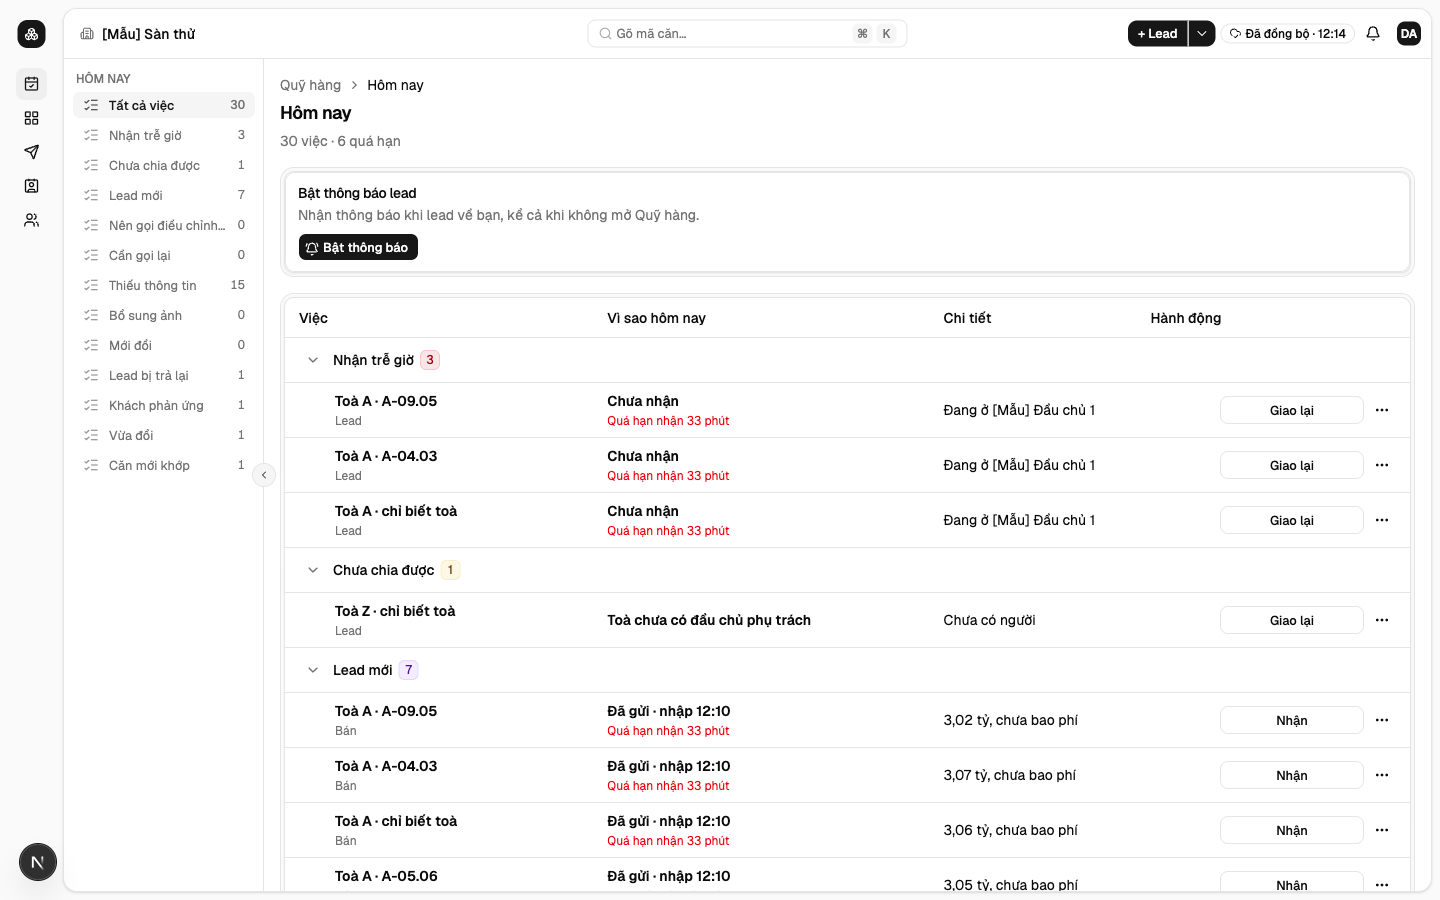 [Mẫu] Sàn thử
Gõ mã căn...
⌘ K
+ Lead
Đã đồng bộ · 12:14
DA
HÔM NAY
Tất cả việc 30
Nhận trễ giờ 3
Chưa chia được 1
Lead mới 7
Nên gọi điều chỉnh... 0
Cần gọi lại 0
Thiếu thông tin 15
Bổ sung ảnh 0
Mới đổi 0
Lead bị trả lại 1
Khách phản ứng 1
Vừa đổi 1
Căn mới khớp 1
N
Quỹ hàng > Hôm nay
Hôm nay
30 việc · 6 quá hạn
Bật thông báo lead
Nhận thông báo khi lead về bạn, kể cả khi không mở Quỹ hàng.
Bật thông báo
Việc Vì sao hôm nay Chi tiết Hành động
Nhận trễ giờ 3
Toà A · A-09.05 Chưa nhận Đang ở [Mẫu] Đầu chủ 1 Giao lại
Lead Quá hạn nhận 33 phút
Toà A · A-04.03 Chưa nhận Đang ở [Mẫu] Đầu chủ 1 Giao lại
Lead Quá hạn nhận 33 phút
Toà A · chỉ biết toà Chưa nhận Đang ở [Mẫu] Đầu chủ 1 Giao lại
Lead Quá hạn nhận 33 phút
Chưa chia được 1
Toà Z · chỉ biết toà Toà chưa có đầu chủ phụ trách Chưa có người Giao lại
Lead
Lead mới 7
Toà A · A-09.05 Đã gửi · nhập 12:10 3,02 tỷ, chưa bao phí Nhận
Bán Quá hạn nhận 33 phút
Toà A · A-04.03 Đã gửi · nhập 12:10 3,07 tỷ, chưa bao phí Nhận
Bán Quá hạn nhận 33 phút
Toà A · chỉ biết toà Đã gửi · nhập 12:10 3,06 tỷ, chưa bao phí Nhận
Bán Quá hạn nhận 33 phút
Toà A · A-05.06 Đã gửi · nhập 12:10 3,05 tỷ, chưa bao phí Nhận